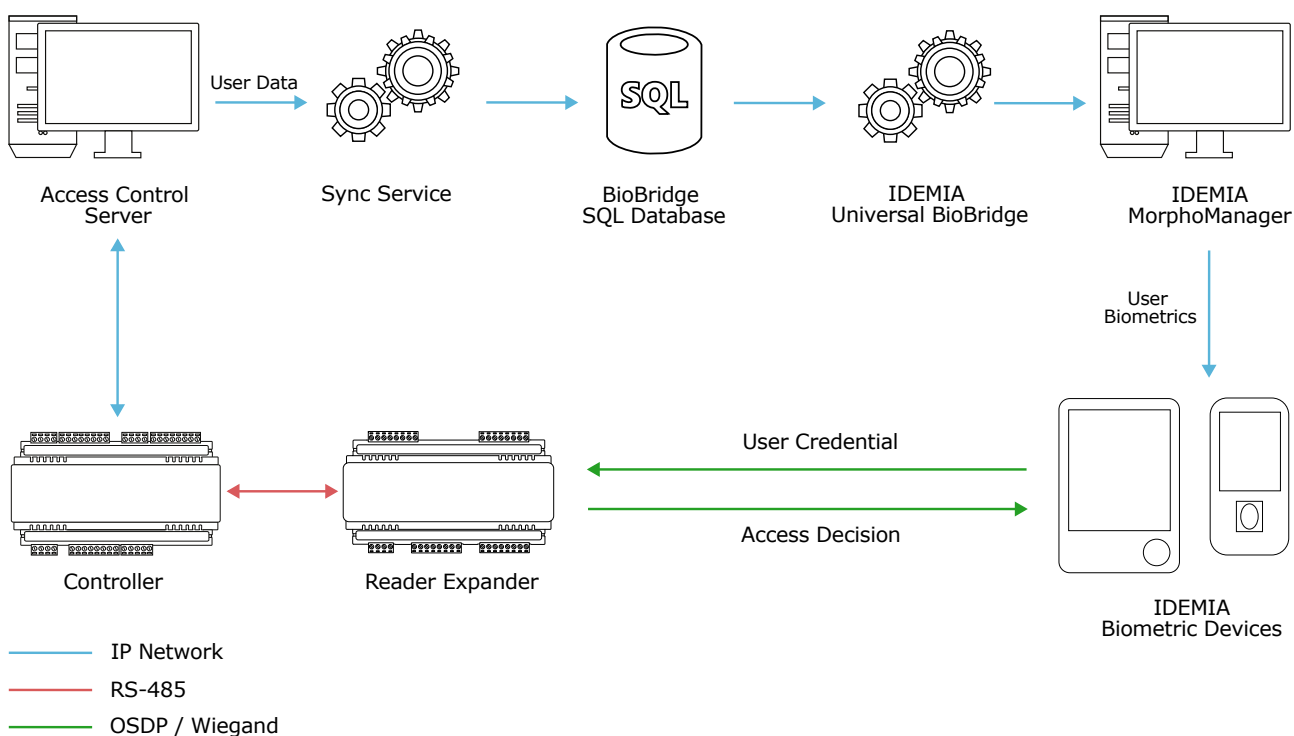 User Data
SQL
Access Control
Server
Sync Service
BioBridge
SQL Database
IDEMIA
Universal BioBridge
IDEMIA
MorphoManager
User
Biometrics
User Credential
Access Decision
Controller
Reader Expander
IDEMIA
Biometric Devices
IP Network
RS-485
OSDP / Wiegand